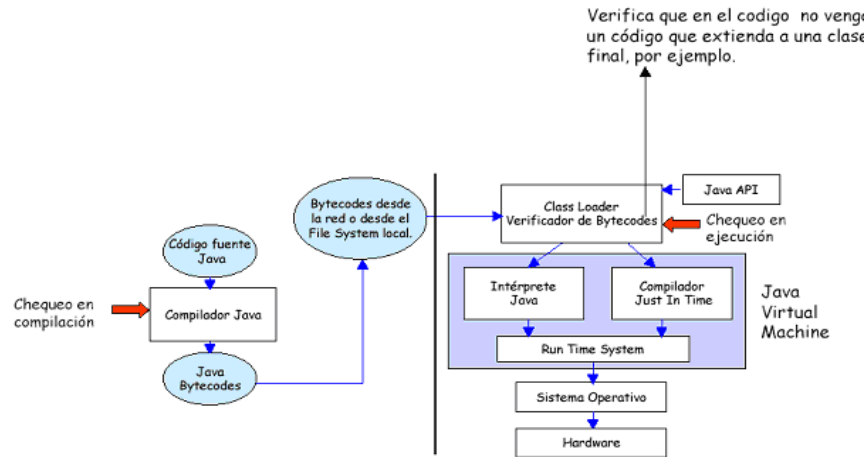 Verifica que en el codigo no venga
un código que extienda a una clase
final, por ejemplo.
Bytecodes desde
la red o desde el
File System local.
Class Loader
Verificador de Bytecodes
Java API
Chequeo en
ejecución
Código fuente
Java
Chequeo en
compilación
Compilador Java
Java
Bytecodes
Intérprete
Java
Compilador
Just In Time
Java
Virtual
Machine
Run Time System
Sistema Operativo
Hardware